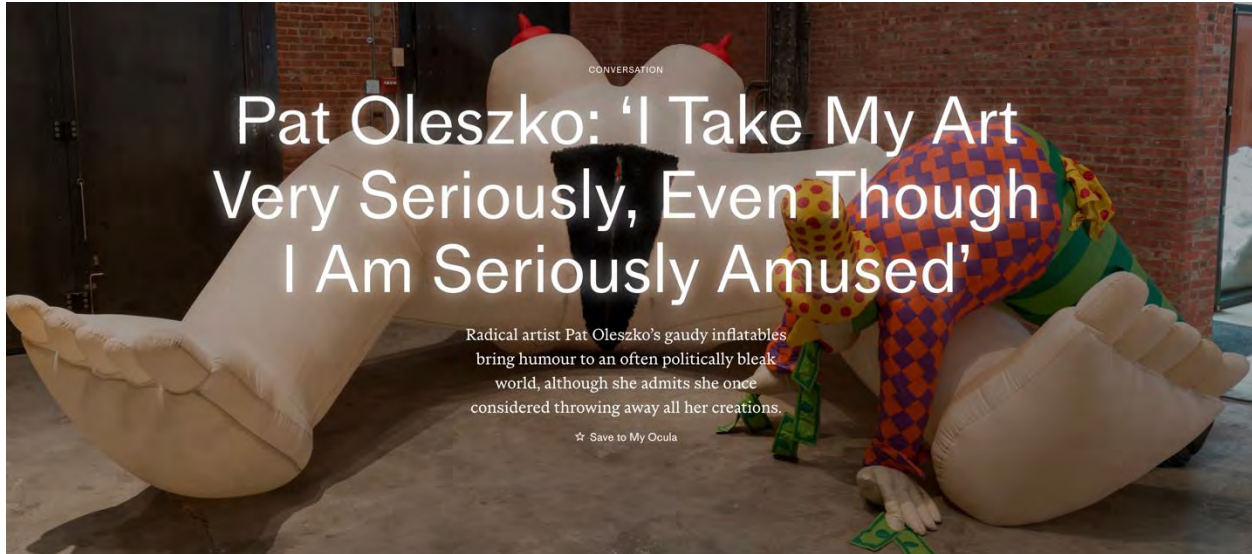 CONVERSATION
Pat Oleszko: ‘I Take My Art
Very Seriously, Even Though
I Am Seriously Amused’
Radical artist Pat Oleszko’s gaudy inflatables
bring humour to an often politically bleak
world, although she admits she once
considered throwing away all her creations.
☆ Save to My Ocula